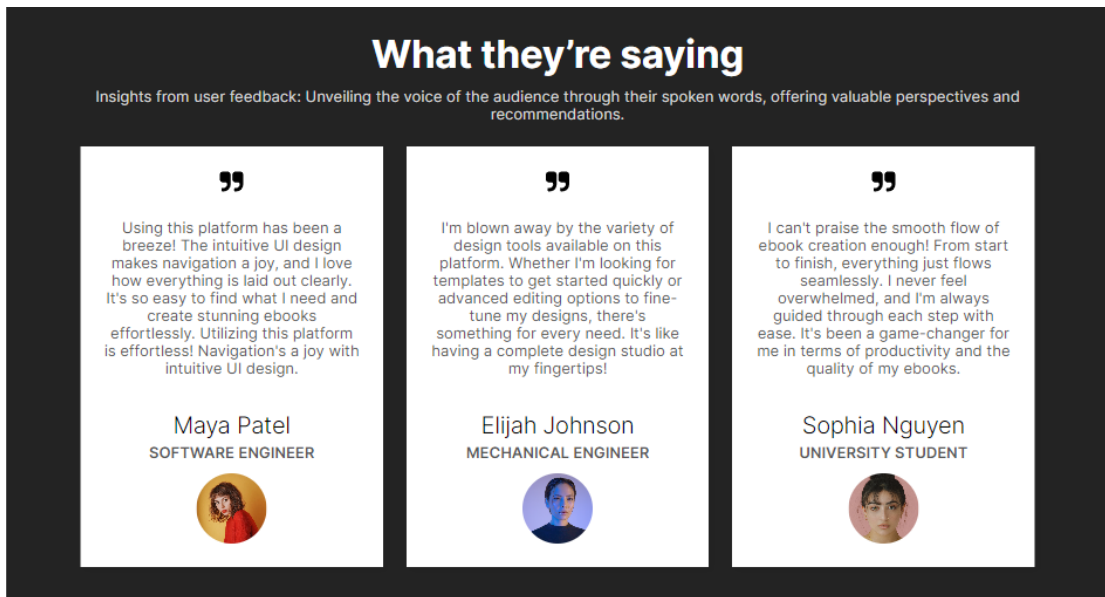 What they’re saying
Insights from user feedback: Unveiling the voice of the audience through their spoken words, offering valuable perspectives and
recommendations.
”
Using this platform has been a
breeze! The intuitive UI design
makes navigation a joy, and I love
how everything is laid out clearly.
It's so easy to find what I need and
create stunning ebooks
effortlessly. Utilizing this platform
is effortless! Navigation's a joy with
intuitive UI design.
Maya Patel
SOFTWARE ENGINEER
”
I'm blown away by the variety of
design tools available on this
platform. Whether I'm looking for
templates to get started quickly or
advanced editing options to fine-
tune my designs, there's
something for every need. It's like
having a complete design studio at
my fingertips!
Elijah Johnson
MECHANICAL ENGINEER
”
I can't praise the smooth flow of
ebook creation enough! From start
to finish, everything just flows
seamlessly. I never feel
overwhelmed, and I'm always
guided through each step with
ease. It's been a game-changer for
me in terms of productivity and the
quality of my ebooks.
Sophia Nguyen
UNIVERSITY STUDENT